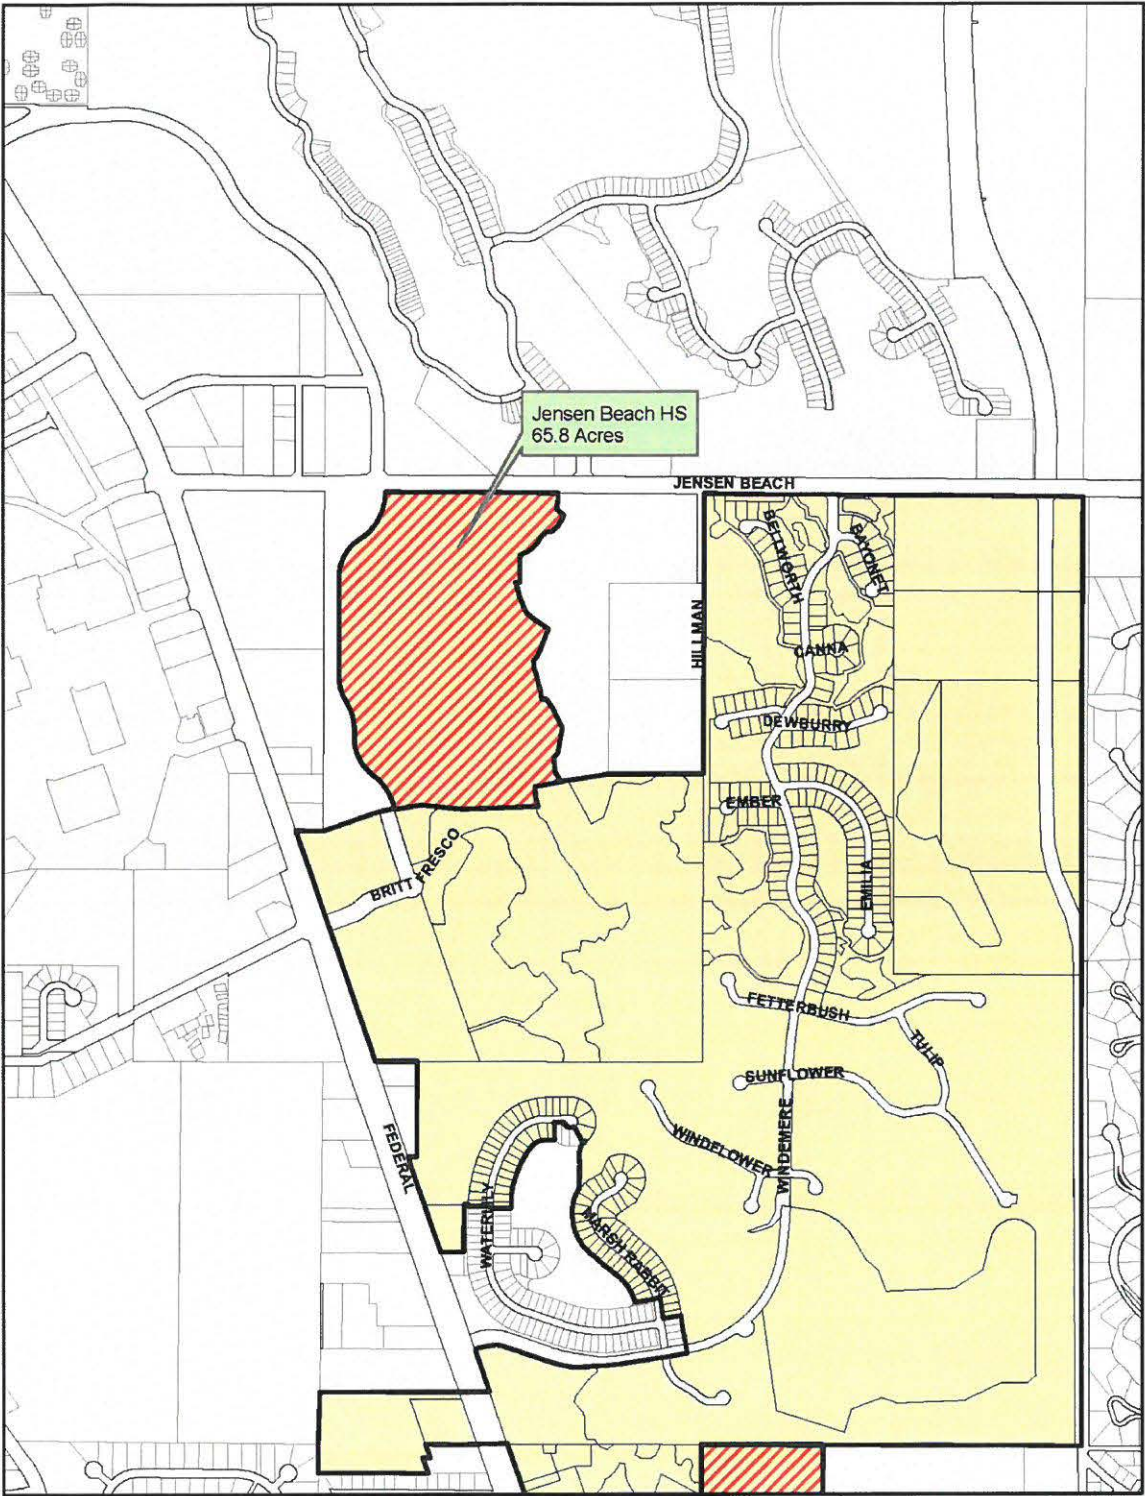 Jensen Beach HS
65.8 Acres
JENSEN BEACH
BELLWORTH
BAYONET
HILLMAN
CANNA
DEWBURRY
EMBER
EMILIA
BRITT
FRESCO
FETTERBUSH
TULIP
SUNFLOWER
WINDFLOWER
WINDEMERE
FEDERAL
WATERLILY
MARSH RABBIT